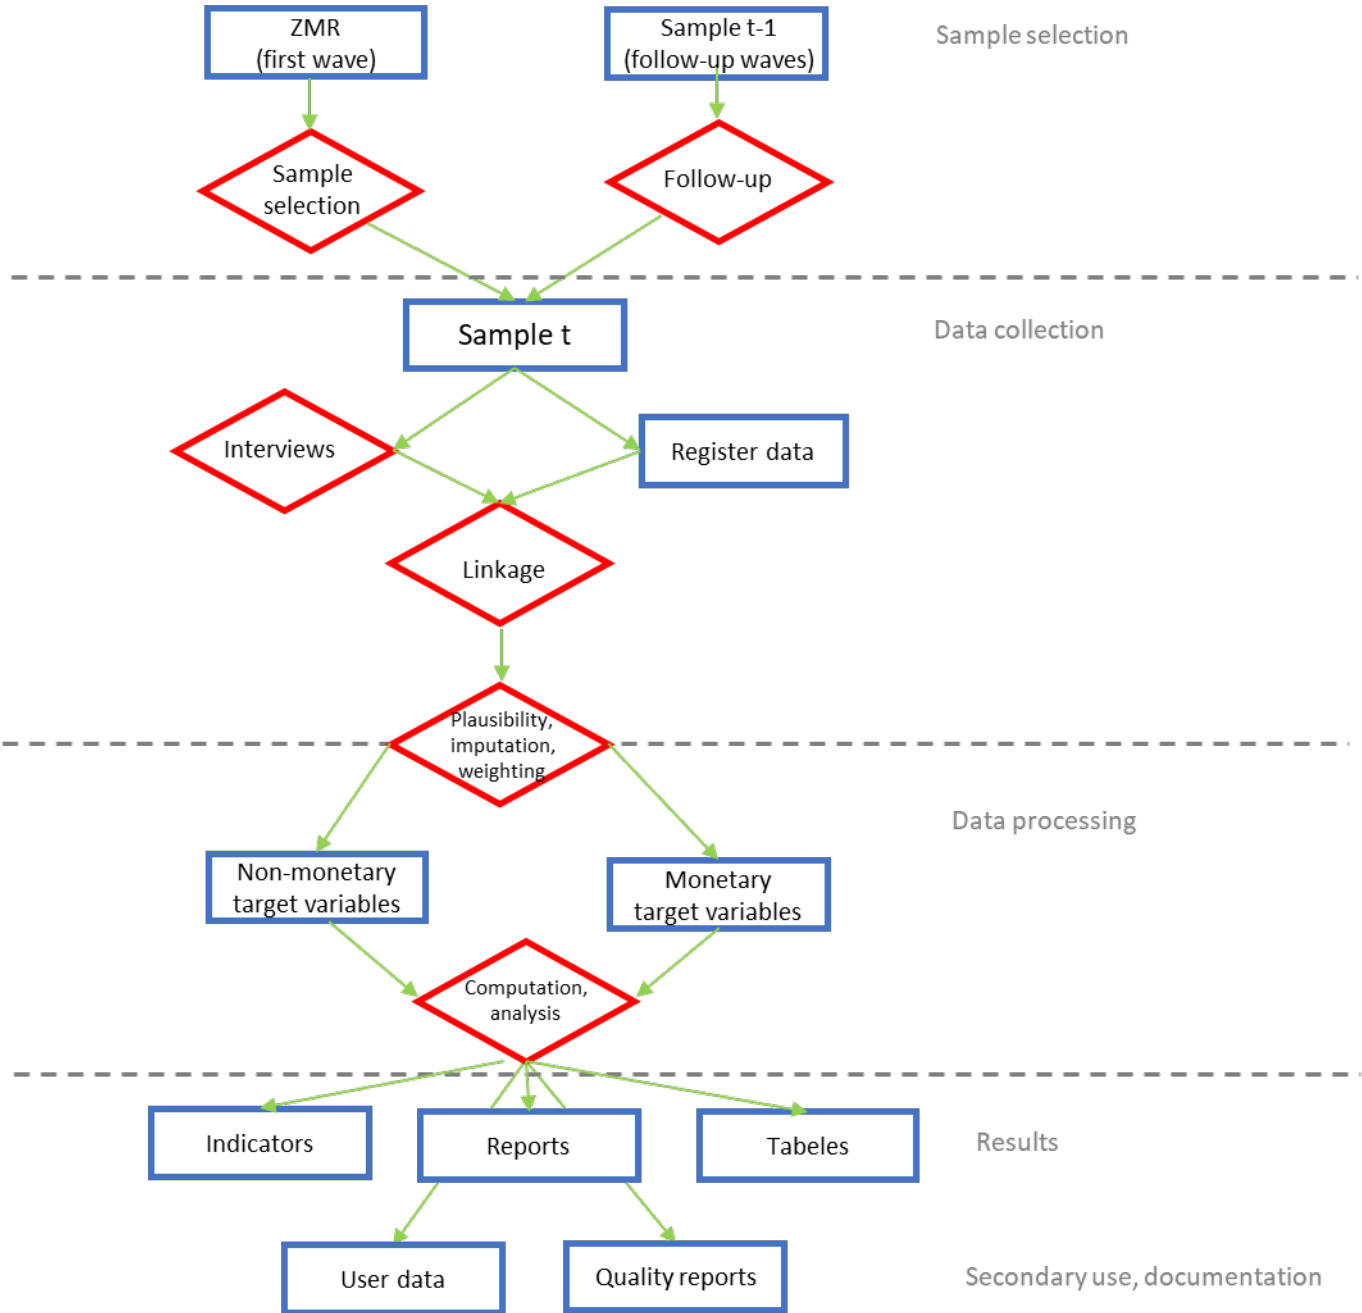 ZMR
(first wave)
Sample t-1
(follow-up waves)
Sample selection
Sample
selection
Follow-up
Sample t
Data collection
Interviews
Register data
Linkage
Plausibility,
imputation,
weighting
Data processing
Non-monetary
target variables
Monetary
target variables
Computation,
analysis
Indicators
Reports
Tabeles
Results
User data
Quality reports
Secondary use, documentation